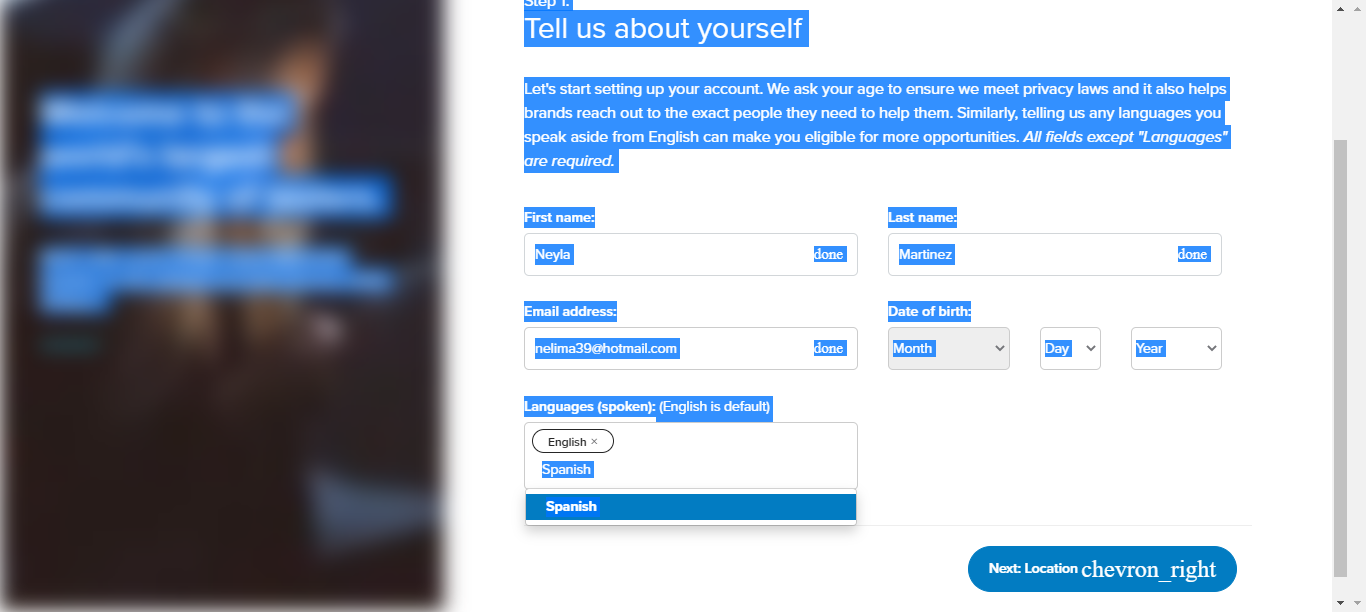 Step 1:
Tell us about yourself
Let's start setting up your account. We ask your age to ensure we meet privacy laws and it also helps
brands reach out to the exact people they need to help them. Similarly, telling us any languages you
speak aside from English can make you eligible for more opportunities. All fields except "Languages"
are required.
First name: Last name:
Neyla done Martinez done
Email address: Date of birth:
nelima39@hotmail.com done Month Day Year
Languages (spoken): (English is default)
English ×
Spanish
Spanish
Next: Location chevron_right